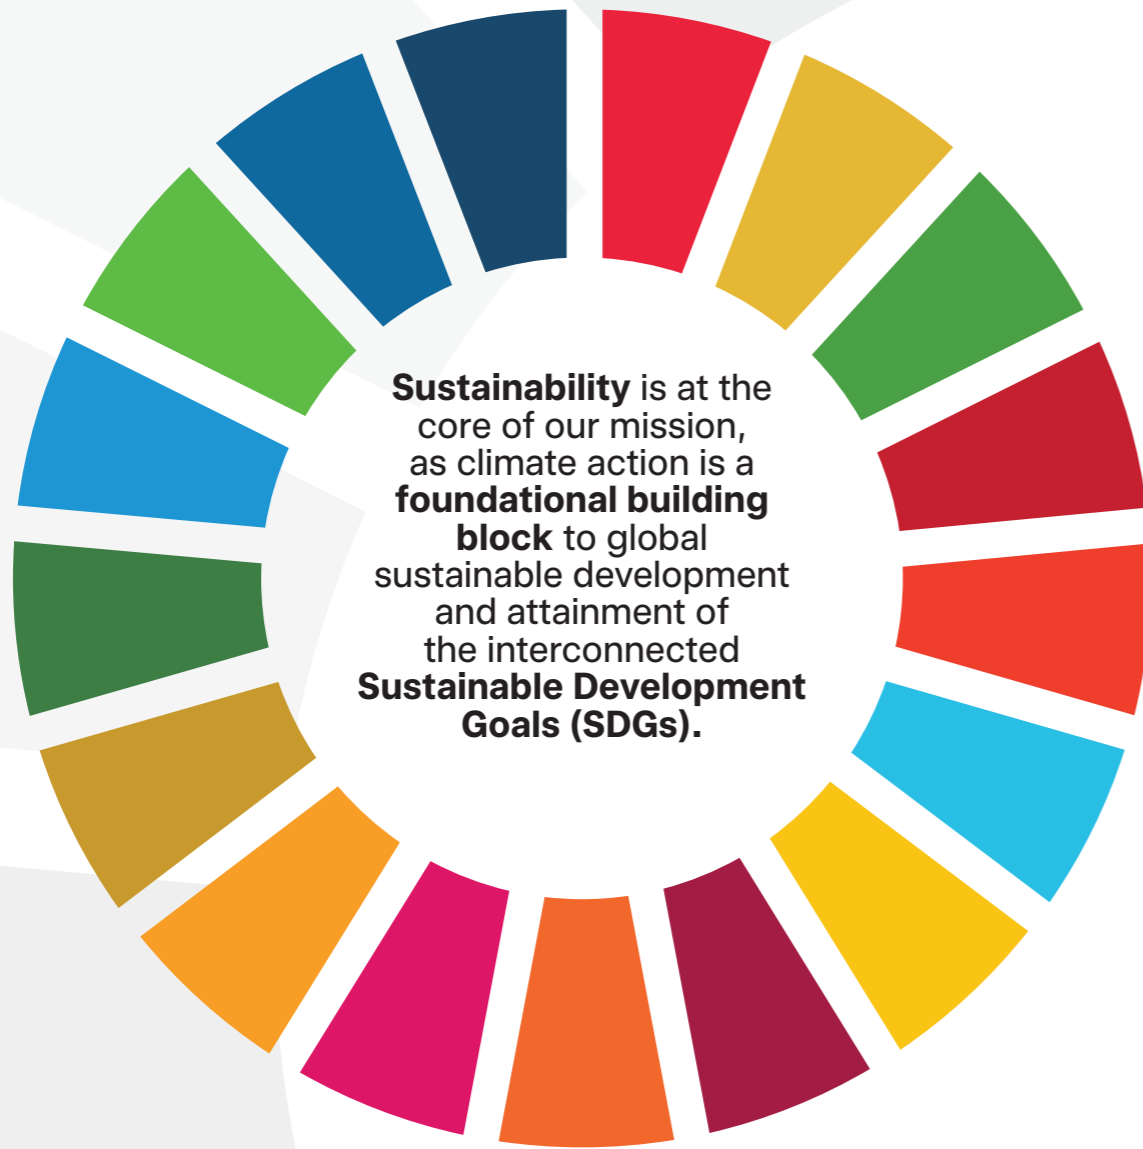 Sustainability is at the
core of our mission,
as climate action is a
foundational building
block to global
sustainable development
and attainment of
the interconnected
Sustainable Development
Goals (SDGs).